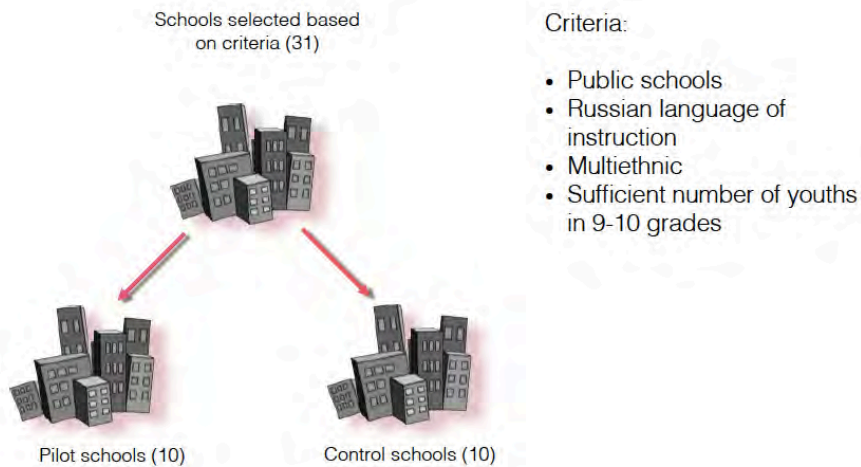 Schools selected based
on criteria (31)
Criteria:
• Public schools
• Russian language of
instruction
• Multiethnic
• Sufficient number of youths
in 9-10 grades
Pilot schools (10)
Control schools (10)